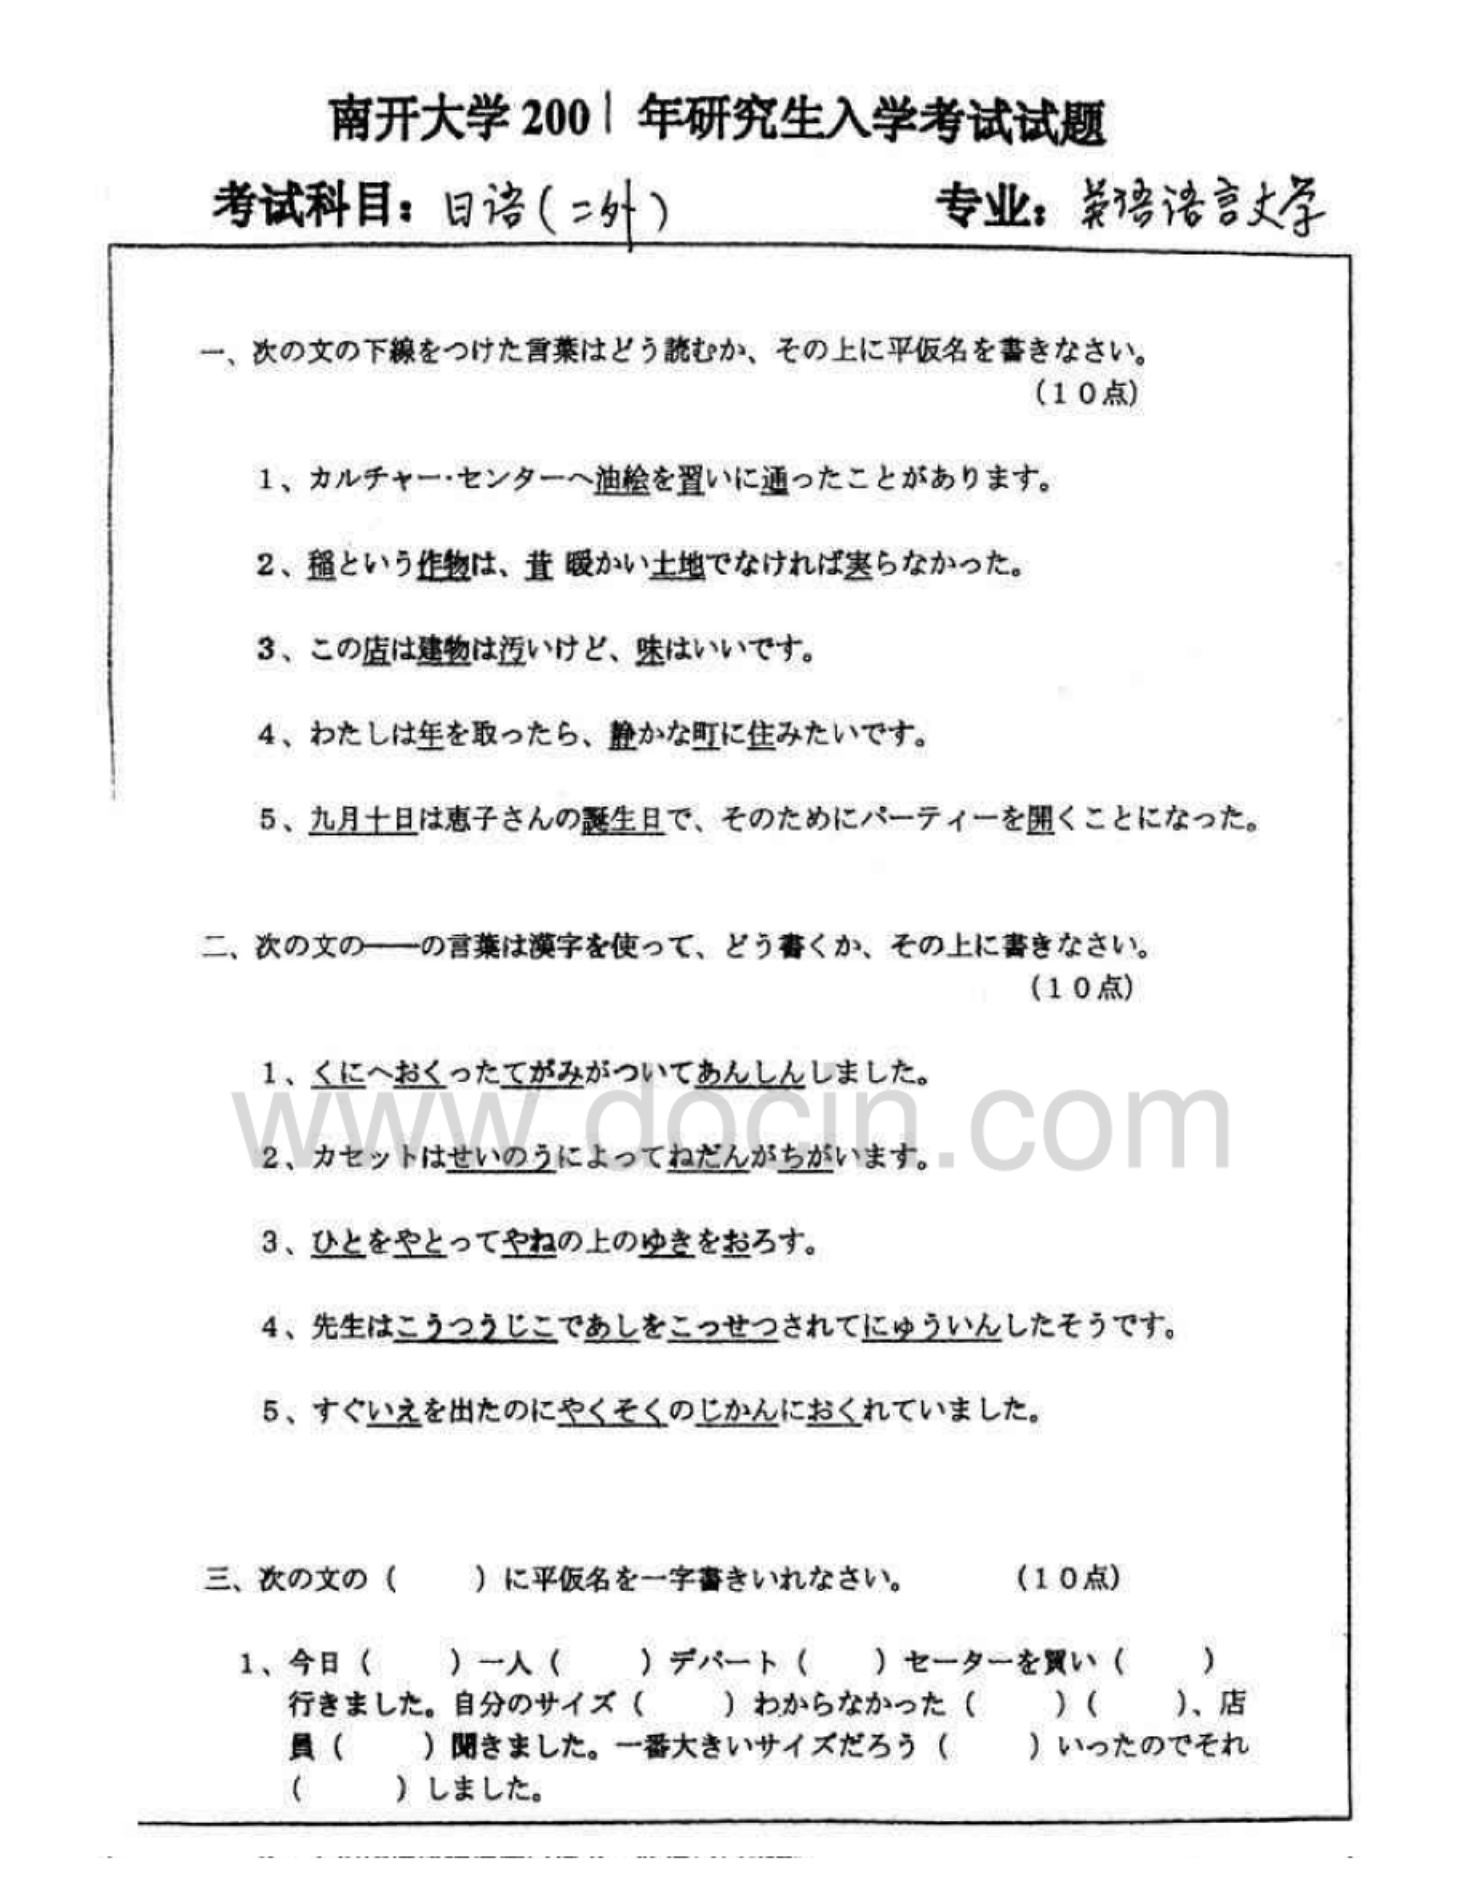 南开大学 2001 年研究生入学考试试题
考试科目：日语（二外） 专业：英语语言文学
一、次の文の下線をつけた言葉はどう読むか、その上に平仮名を書きなさい。
（１０点）
1、カルチャー・センターへ油絵を習いに通ったことがあります。
2、稲という作物は、昔 暖かい土地でなければ実らなかった。
3、この店は建物は汚いけど、味はいいです。
4、わたしは年を取ったら、静かな町に住みたいです。
5、九月十日は恵子さんの誕生日で、そのためにパーティーを開くことになった。
二、次の文の――の言葉は漢字を使って、どう書くか、その上に書きなさい。
（１０点）
1、くにへおくったてがみがついてあんしんしました。
2、カセットはせいのうによってねだんがちがいます。
3、ひとをやとってやねの上のゆきをおろす。
4、先生はこうつうじこであしをこっせつされてにゅういんしたそうです。
5、すぐいえを出たのにやくそくのじかんにおくれていました。
三、次の文の（　　）に平仮名を一字書きいれなさい。 （１０点）
1、今日（　　）一人（　　）デパート（　　）セーターを買い（　　）
行きました。自分のサイズ（　　）わからなかった（　　）（　　）、店
員（　　）聞きました。一番大きいサイズだろう（　　）いったのでそれ
（　　）しました。
www.docin.com